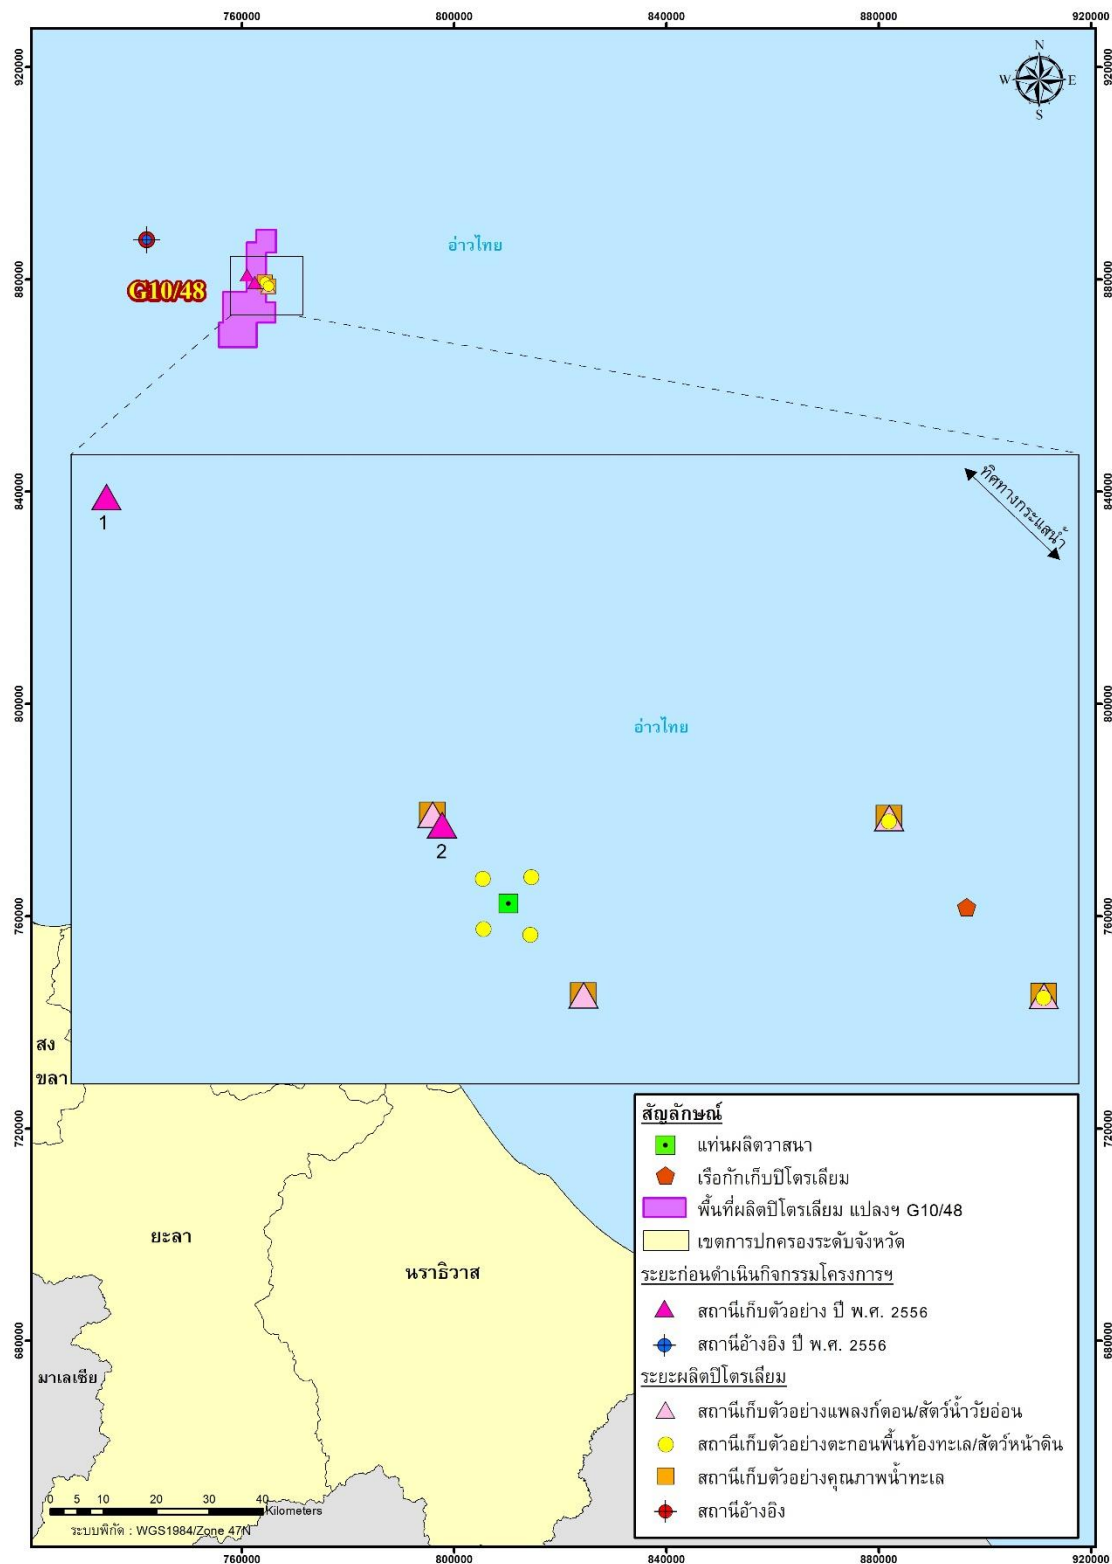 760000 800000 840000 880000 920000
N
W E
S
920000 920000
อ่าวไทย
G10/48
880000 880000
840000 840000
ทิศทางกระแสน้ำ
1
800000 800000
อ่าวไทย
2
760000 760000
สง
ขลา
720000 720000
ยะลา
นราธิวาส
มาเลเซีย
680000 680000
สัญลักษณ์
แท่นผลิตวาสนา
เรือกักเก็บปิโตรเลียม
พื้นที่ผลิตปิโตรเลียม แปลงฯ G10/48
เขตการปกครองระดับจังหวัด
ระยะก่อนดำเนินกิจกรรมโครงการฯ
สถานีเก็บตัวอย่าง ปี พ.ศ. 2556
สถานีอ้างอิง ปี พ.ศ. 2556
ระยะผลิตปิโตรเลียม
สถานีเก็บตัวอย่างแพลงก์ตอน/สัตว์น้ำวัยอ่อน
สถานีเก็บตัวอย่างตะกอนพื้นท้องทะเล/สัตว์หน้าดิน
สถานีเก็บตัวอย่างคุณภาพน้ำทะเล
สถานีอ้างอิง
0 5 10 20 30 40
Kilometers
ระบบพิกัด : WGS1984/Zone 47N
760000 800000 840000 880000 920000